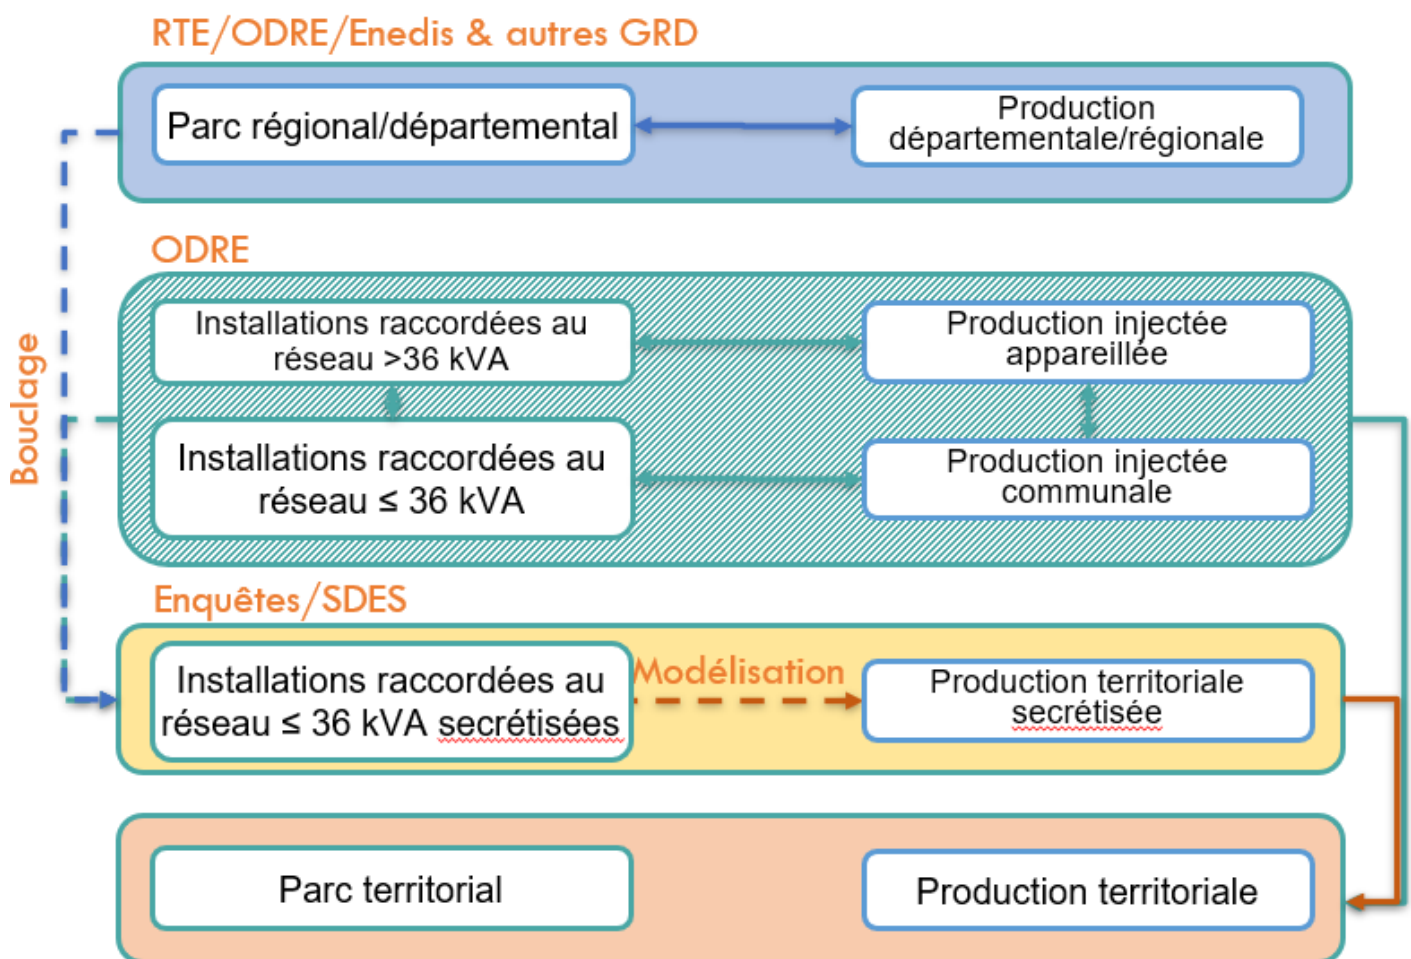 RTE/ODRE/Enedis & autres GRD
Parc régional/départemental
Production
départementale/régionale
ODRE
Installations raccordées au
réseau >36 kVA
Production injectée
appareillée
Bouclage
Installations raccordées au
réseau ≤ 36 kVA
Production injectée
communale
Enquêtes/SDES
Installations raccordées au
réseau ≤ 36 kVA secrétisées
Modélisation
Production territoriale
secrétisée
Parc territorial
Production territoriale